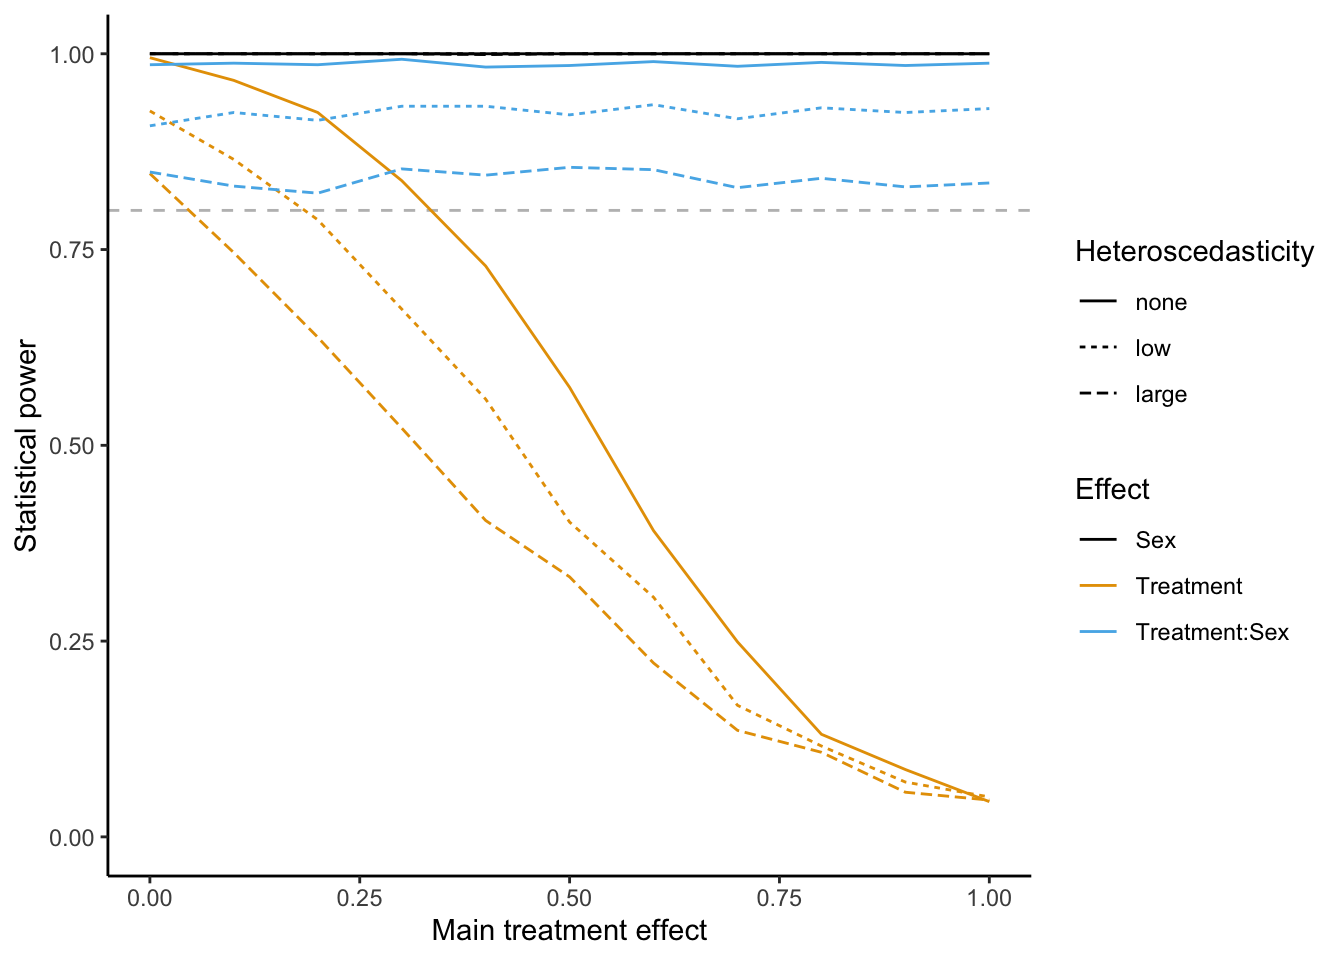 1.00
0.75
0.50
0.25
0.00
Statistical power
0.00 0.25 0.50 0.75 1.00
Main treatment effect
Heteroscedasticity
none
low
large
Effect
Sex
Treatment
Treatment:Sex